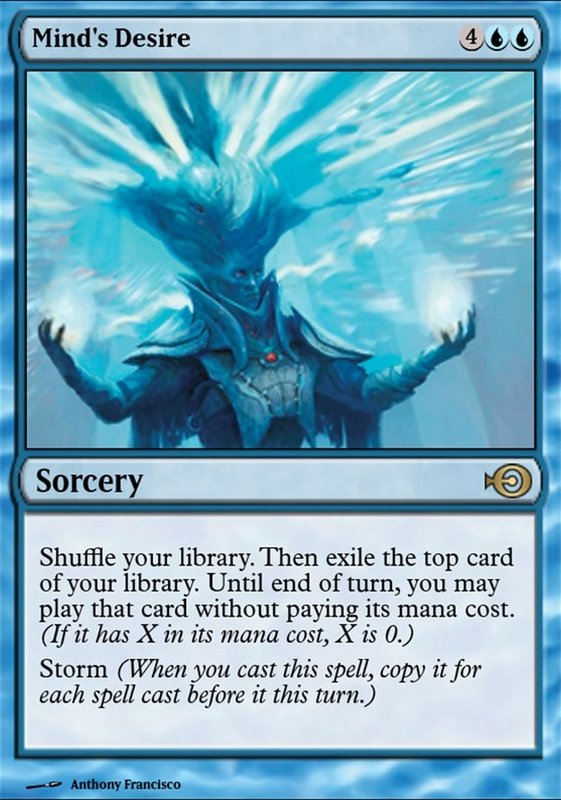 Mind's Desire 4
Sorcery
Shuffle your library. Then exile the top card
of your library. Until end of turn, you may
play that card without paying its mana cost.
(If it has X in its mana cost, X is 0.)
Storm (When you cast this spell, copy it for
each spell cast before it this turn.)
Anthony Francisco